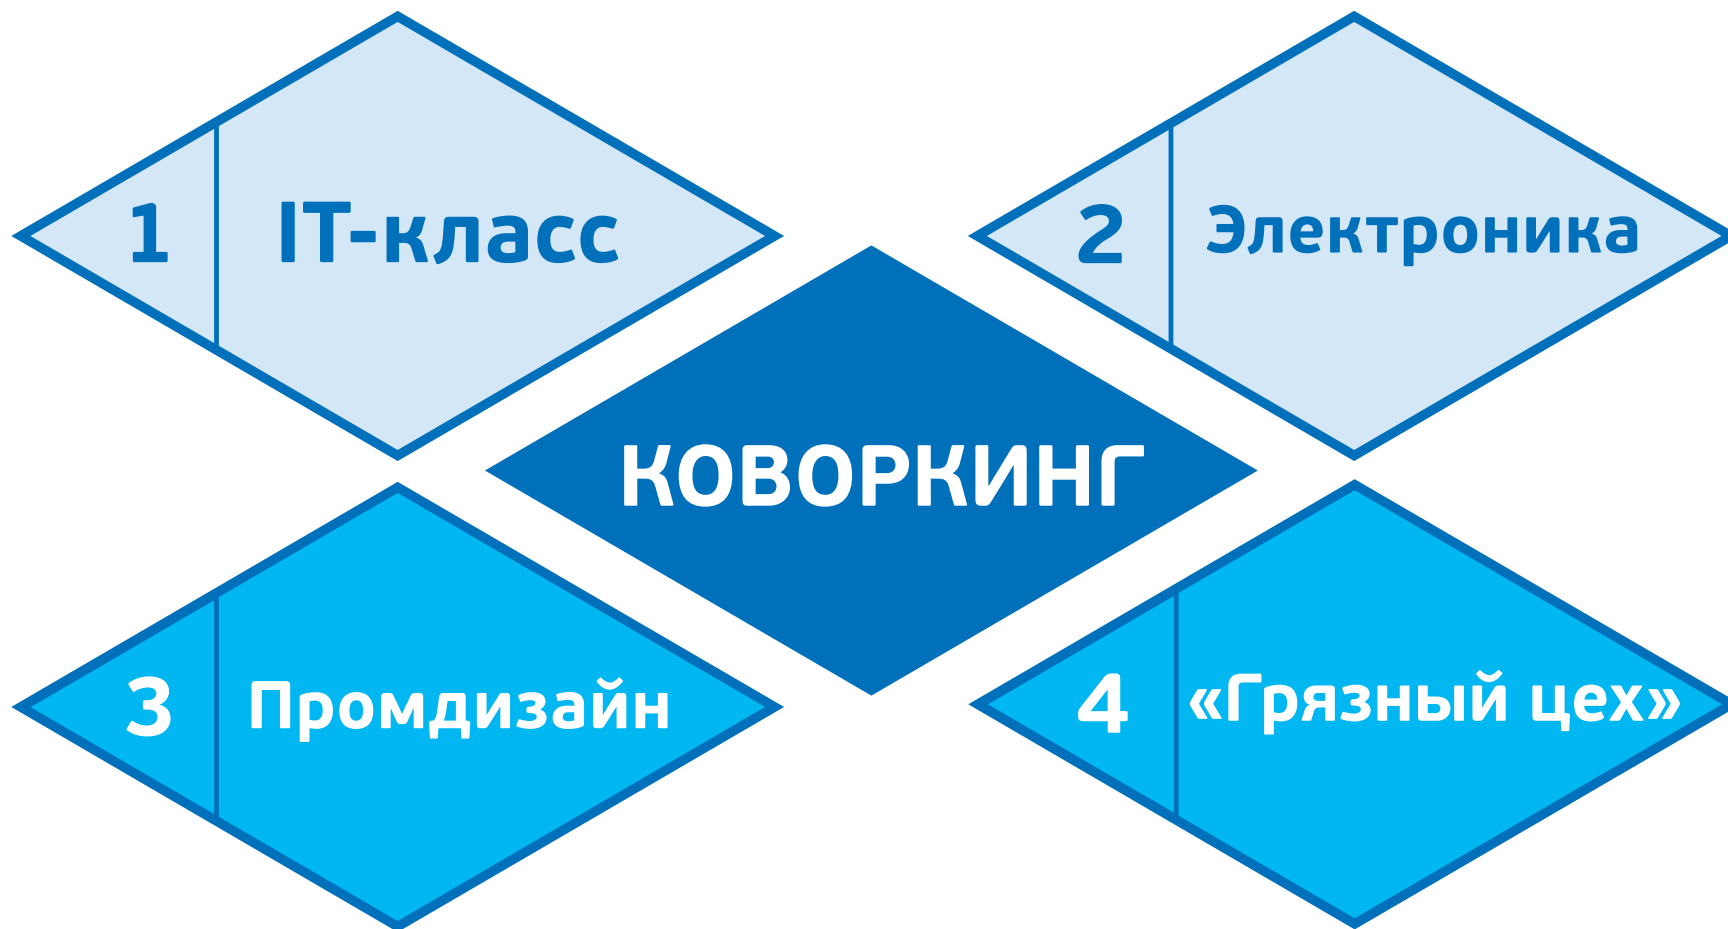 1 IT-класс
2 Электроника
КОВОРКИНГ
3 Промдизайн
4 «Грязный цех»